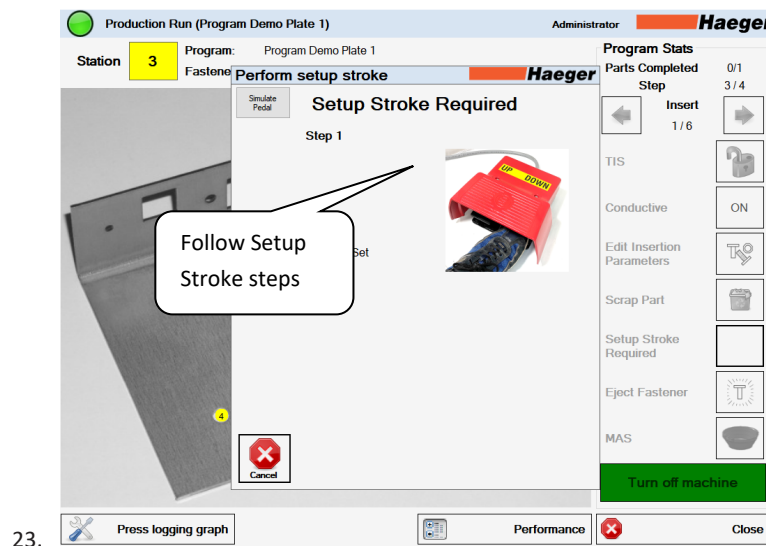 Production Run (Program Demo Plate 1)
Administrator
Haeger
Station
3
Program: Program Demo Plate 1
Fastene
Perform setup stroke
Haeger
Simulate
Pedal
Setup Stroke Required
Step 1
UP DOWN
Set
Follow Setup
Stroke steps
4
Cancel
Program Stats
Parts Completed 0/1
Step 3 / 4
Insert
1 / 6
TIS
Conductive
ON
Edit Insertion
Parameters
Scrap Part
Setup Stroke
Required
Eject Fastener
MAS
Turn off machine
Press logging graph
Performance
Close
23.